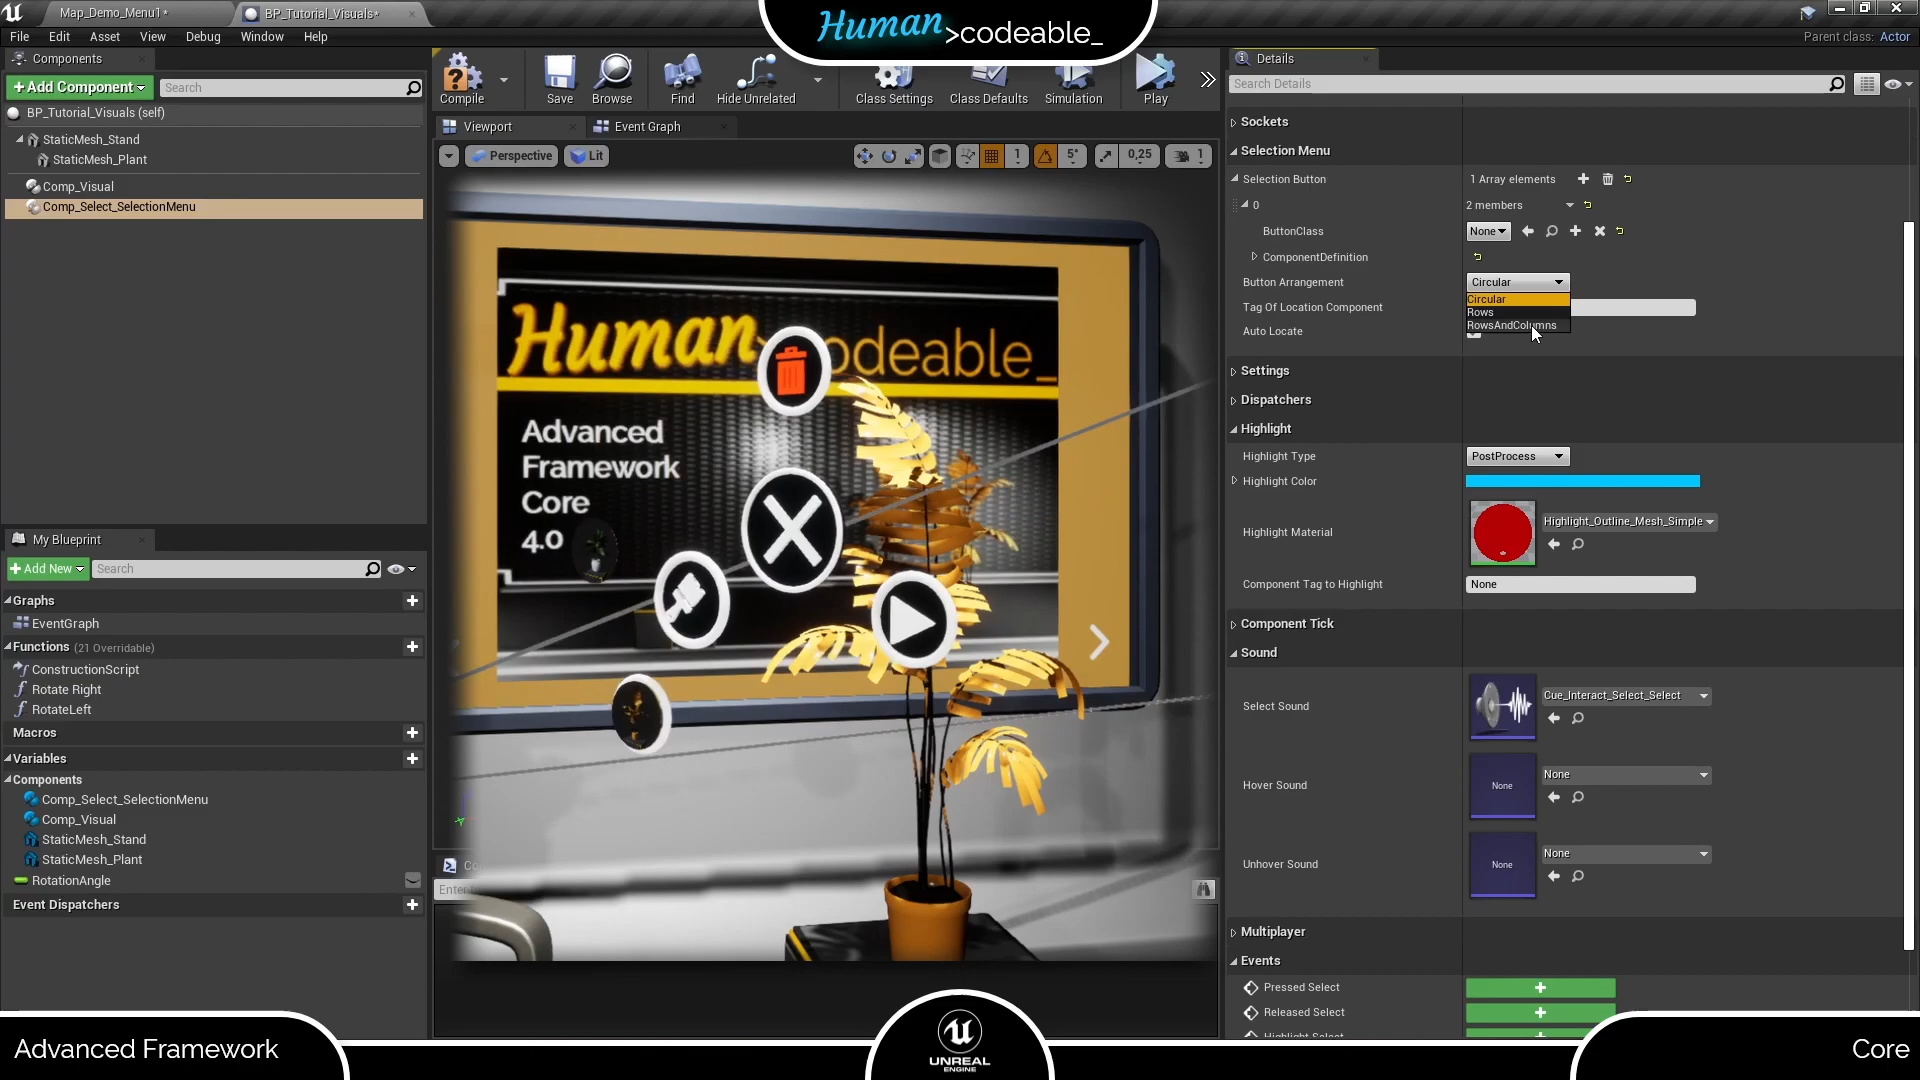 Map_Demo_Menu1*
BP_Tutorial_Visuals*
Human >codeable_
File Edit Asset View Debug Window Help
Parent class: Actor
Components
+Add Component
Search
BP_Tutorial_Visuals (self)
StaticMesh_Stand
StaticMesh_Plant
Comp_Visual
Comp_Select_SelectionMenu
Compile
Save
Browse
Find
Hide Unrelated
Class Settings
Class Defaults
Simulation
Play
Viewport
Event Graph
Perspective
Lit
1
5°
0,25
1
Human codeable_
Advanced
Framework
Core
4.0
My Blueprint
+Add New
Search
Graphs
EventGraph
Functions (21 Overridable)
ConstructionScript
Rotate Right
RotateLeft
Macros
Variables
Components
Comp_Select_SelectionMenu
Comp_Visual
StaticMesh_Stand
StaticMesh_Plant
RotationAngle
Event Dispatchers
Details
Search Details
Sockets
Selection Menu
Selection Button 1 Array elements
0 2 members
ButtonClass None
ComponentDefinition
Button Arrangement Circular
Circular
Rows
RowsAndColumns
Tag Of Location Component
Auto Locate
Settings
Dispatchers
Highlight
Highlight Type PostProcess
Highlight Color
Highlight Material Highlight_Outline_Mesh_Simple
Component Tag to Highlight None
Component Tick
Sound
Select Sound Cue_Interact_Select_Select
Hover Sound None None
Unhover Sound None None
Multiplayer
Events
Pressed Select
Released Select
Advanced Framework
UNREAL
ENGINE
Core